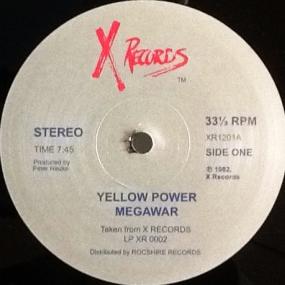 X RECORDS
TM
STEREO
33⅓ RPM
TIME 7:45
XR1201A
SIDE ONE
Produced by
Peter
℗ 1982,
X Records
YELLOW POWER
MEGAWAR
Taken from X RECORDS
LP XR 0002
Distributed by ROCSHIRE RECORDS